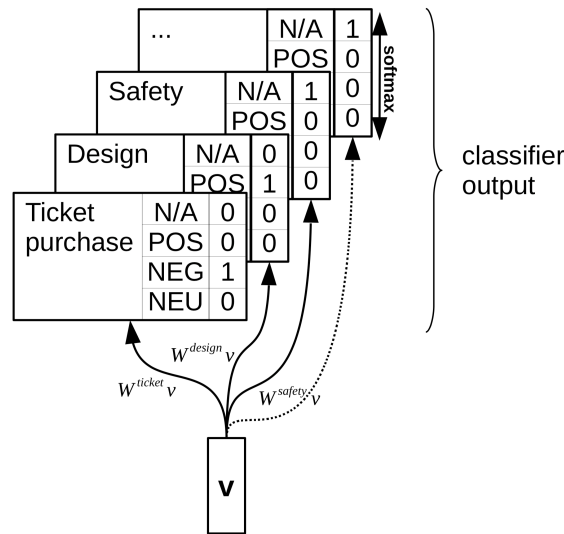 ...
N/A 1
POS 0
0
0
softmax
Safety
N/A 1
POS 0
0
0
Design
N/A 0
POS 1
0
0
Ticket
purchase
N/A 0
POS 0
NEG 1
NEU 0
classifier
output
W^design v
W^ticket v
W^safety v
v